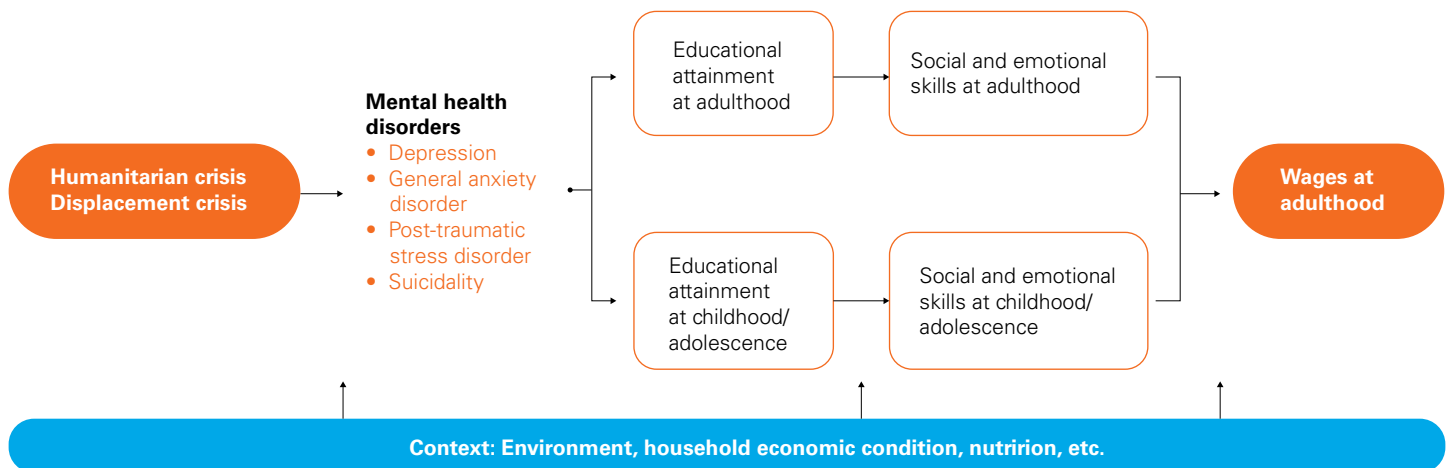 Humanitarian crisis
Displacement crisis
Mental health
disorders
• Depression
• General anxiety
disorder
• Post-traumatic
stress disorder
• Suicidality
Educational
attainment
at adulthood
Social and emotional
skills at adulthood
Educational
attainment
at childhood/
adolescence
Social and emotional
skills at childhood/
adolescence
Wages at
adulthood
Context: Environment, household economic condition, nutririon, etc.